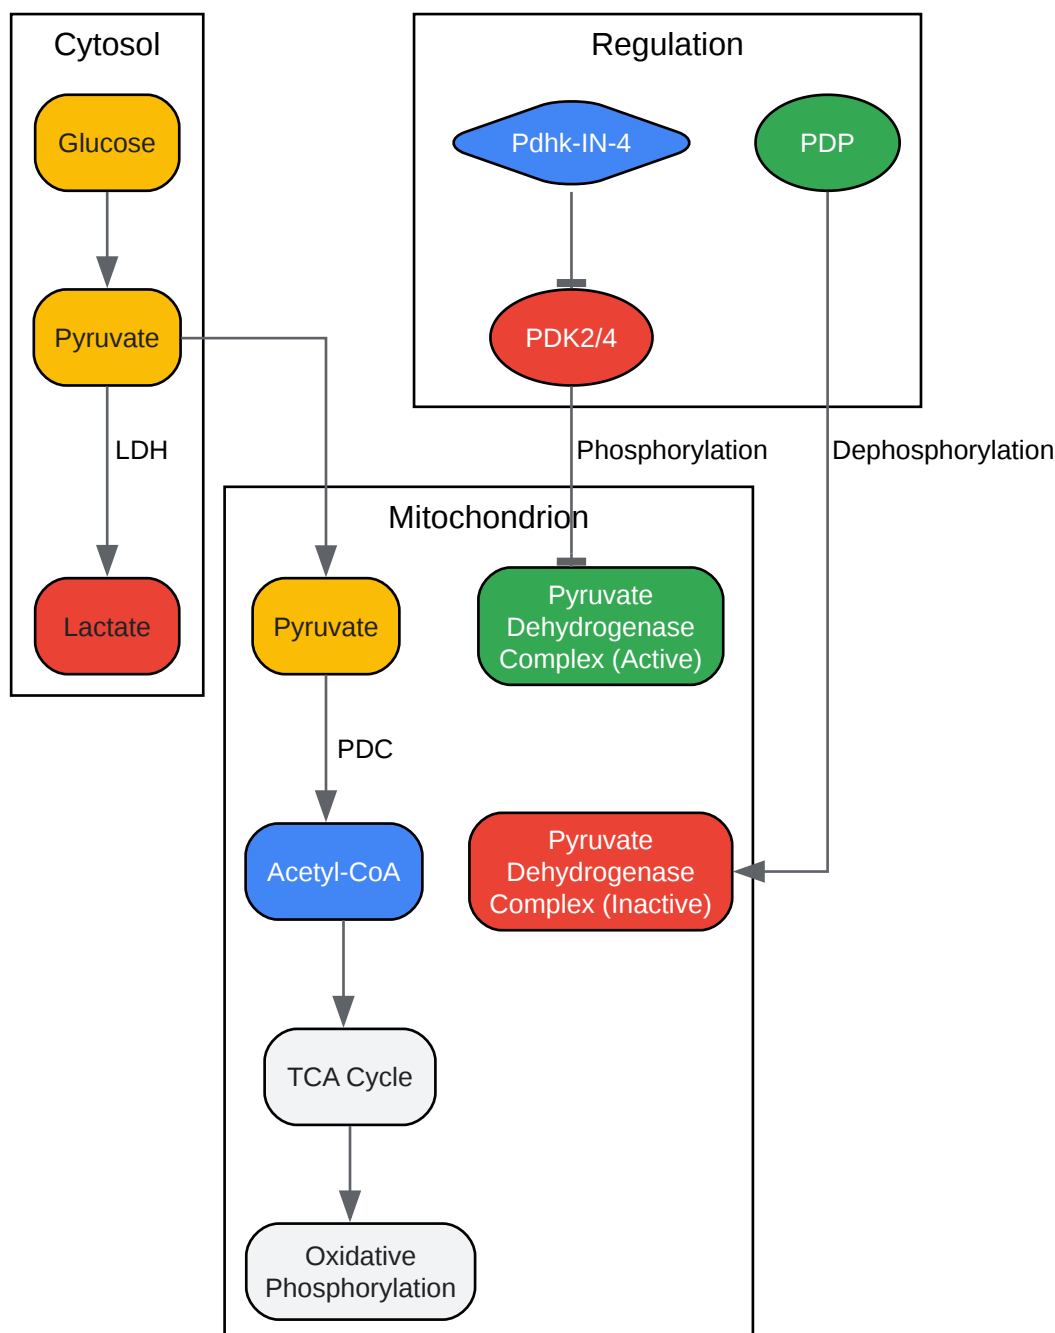 Cytosol
Glucose
Pyruvate
LDH
Lactate
Regulation
Pdhk-IN-4
PDP
PDK2/4
Phosphorylation
Dephosphorylation
Mitochondrion
Pyruvate
Pyruvate
Dehydrogenase
Complex (Active)
PDC
Acetyl-CoA
Pyruvate
Dehydrogenase
Complex (Inactive)
TCA Cycle
Oxidative
Phosphorylation